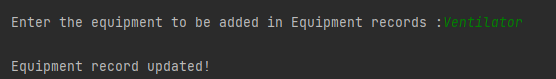 Enter the equipment to be added in Equipment records :Ventilator
Equipment record updated!